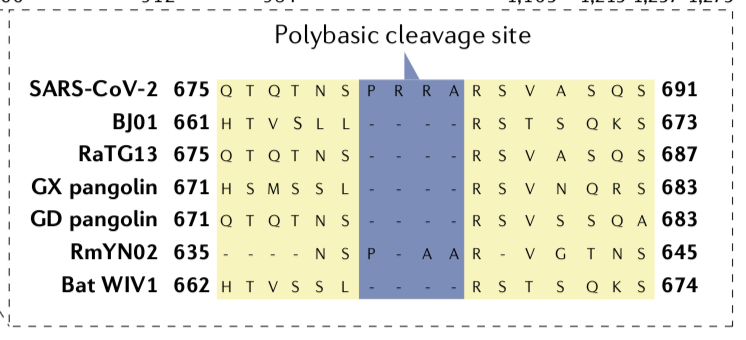 Polybasic cleavage site
SARS-CoV-2 675 Q T Q T N S P R R A R S V A S Q S 691
BJ01 661 H T V S L L - - - - R S T S Q K S 673
RaTG13 675 Q T Q T N S - - - - R S V A S Q S 687
GX pangolin 671 H S M S S L - - - - R S V N Q R S 683
GD pangolin 671 Q T Q T N S - - - - R S V S S Q A 683
RmYN02 635 - - - - N S P - A A R - V G T N S 645
Bat WIV1 662 H T V S S L - - - - R S T S Q K S 674